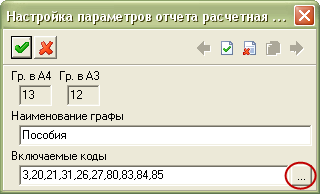 Настройка параметров отчета расчетная ...
Гр. в А4 Гр. в А3
13 12
Наименование графы
Пособия
Включаемые коды
3,20,21,31,26,27,80,83,84,85 ...